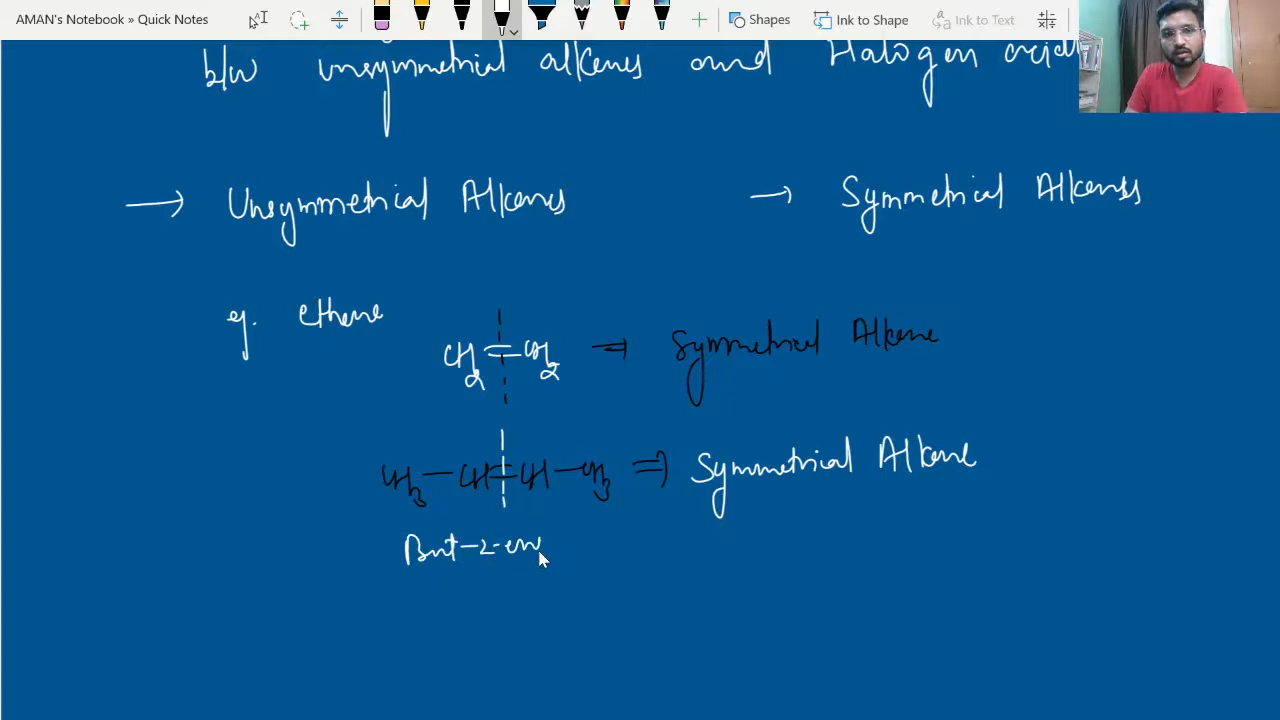 AMAN's Notebook » Quick Notes
Shapes
Ink to Shape
Ink to Text
b/w unsymmetrical alkenes and Halogen acid
→ Unsymmetrical Alkenes
→ Symmetrical Alkenes
eg. ethene
CH2=CH2 ⇒ Symmetrical Alkene
CH3-CH=CH-CH3 ⇒ Symmetrical Alkene
But-2-ene